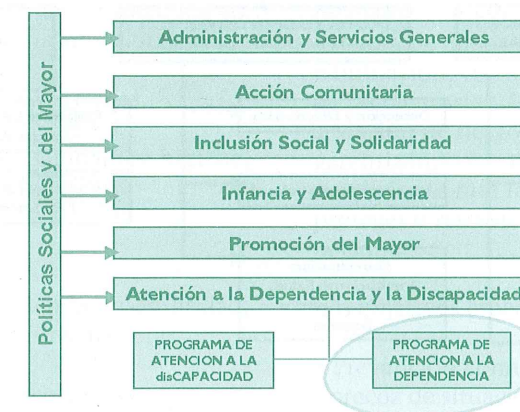 Políticas Sociales y del Mayor
Administración y Servicios Generales
Acción Comunitaria
Inclusión Social y Solidaridad
Infancia y Adolescencia
Promoción del Mayor
Atención a la Dependencia y la Discapacidad
PROGRAMA DE
ATENCION A LA
disCAPACIDAD
PROGRAMA DE
ATENCION A LA
DEPENDENCIA